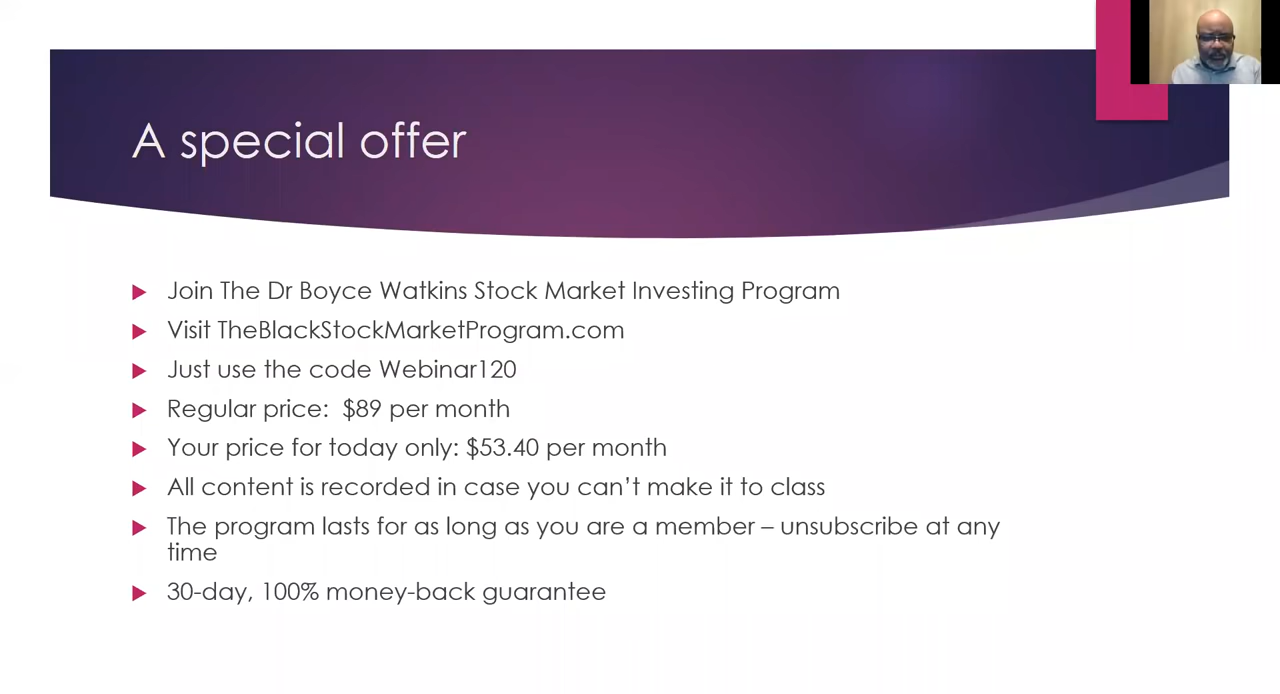 A special offer
Join The Dr Boyce Watkins Stock Market Investing Program
Visit TheBlackStockMarketProgram.com
Just use the code Webinar120
Regular price:  $89 per month
Your price for today only: $53.40 per month
All content is recorded in case you can’t make it to class
The program lasts for as long as you are a member – unsubscribe at any
time
30-day, 100% money-back guarantee